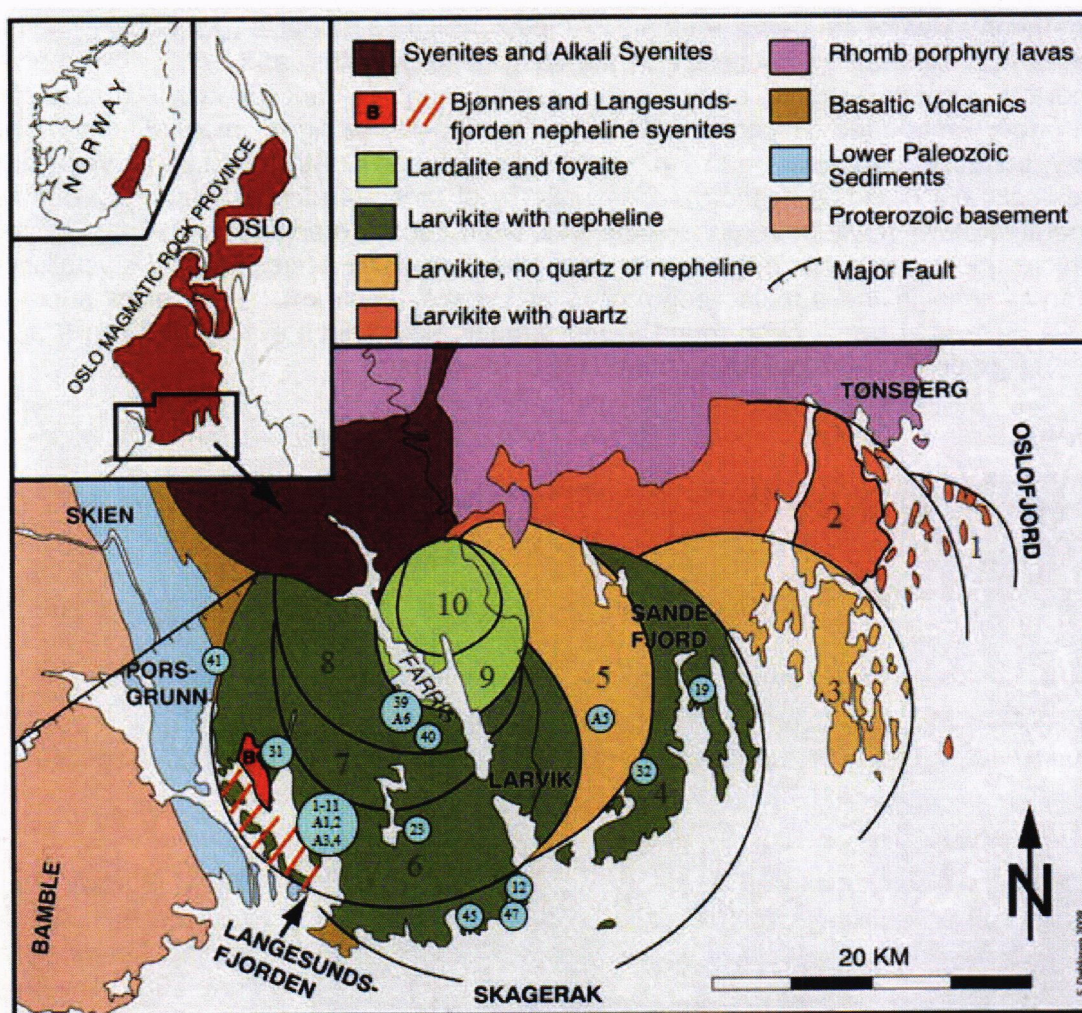 NORWAY
OSLO MAGMATIC ROCK PROVINCE
OSLO
Syenites and Alkali Syenites
B
Bjønnes and Langesunds-
fjorden nepheline syenites
Lardalite and foyaite
Larvikite with nepheline
Larvikite, no quartz or nepheline
Larvikite with quartz
Rhomb porphyry lavas
Basaltic Volcanics
Lower Paleozoic
Sediments
Proterozoic basement
Major Fault
TØNSBERG
OSLOFJORD
SKIEN
2
1
10
SANDE
FJORD
PORS-
GRUNN
41
8
FARRIS
9
5
19
3
39
A6
A5
40
B
31
7
LARVIK
32
4
1-11
A1,2
A3,4
23
6
12
45
47
BAMBLE
LANGESUNDS-
FJORDEN
SKAGERAK
20 KM
N